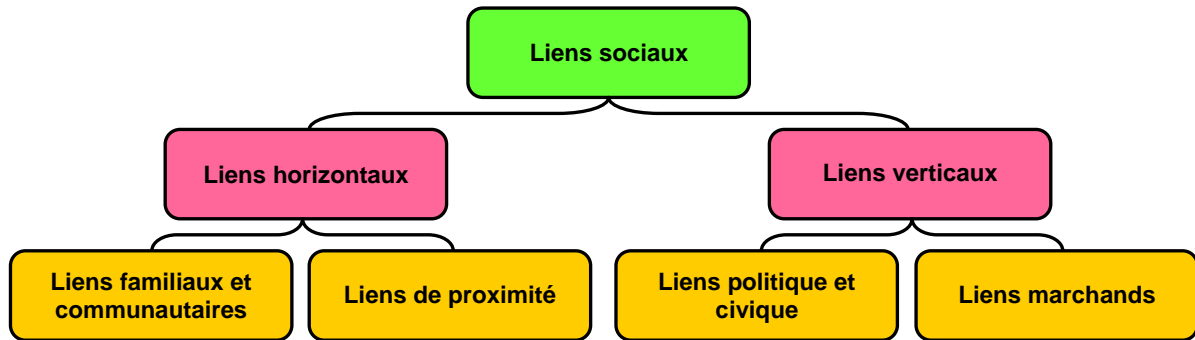 Liens sociaux
Liens horizontaux
Liens verticaux
Liens familiaux et
communautaires
Liens de proximité
Liens politique et
civique
Liens marchands